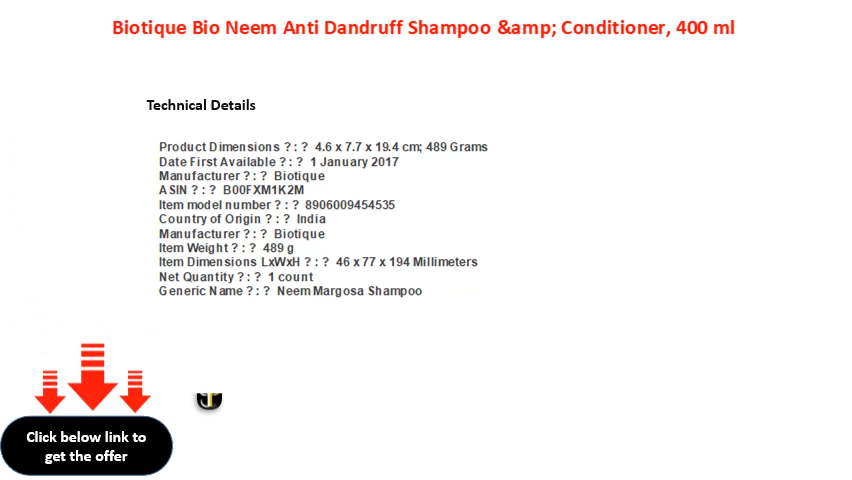 Biotique Bio Neem Anti Dandruff Shampoo &amp; Conditioner, 400 ml
Technical Details
Product Dimensions ? : ? 4.6 x 7.7 x 19.4 cm; 489 Grams
Date First Available ? : ? 1 January 2017
Manufacturer ? : ? Biotique
ASIN ? : ? B00FXM1K2M
Item model number ? : ? 8906009454535
Country of Origin ? : ? India
Manufacturer ? : ? Biotique
Item Weight ? : ? 489 g
Item Dimensions LxWxH ? : ? 46 x 77 x 194 Millimeters
Net Quantity ? : ? 1 count
Generic Name ? : ? Neem Margosa Shampoo
Click below link to
get the offer